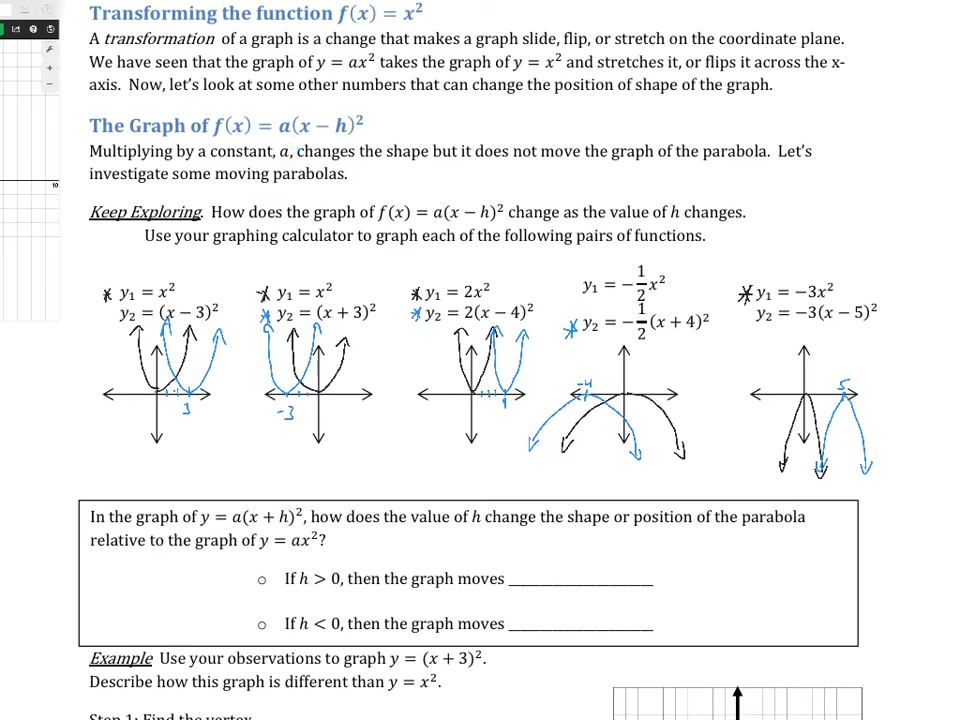 Transforming the function f(x) = x²
A transformation of a graph is a change that makes a graph slide, flip, or stretch on the coordinate plane.
We have seen that the graph of y = ax² takes the graph of y = x² and stretches it, or flips it across the x-
axis. Now, let's look at some other numbers that can change the position of shape of the graph.
The Graph of f(x) = a(x − h)²
Multiplying by a constant, a, changes the shape but it does not move the graph of the parabola. Let's
investigate some moving parabolas.
10
Keep Exploring. How does the graph of f(x) = a(x − h)² change as the value of h changes.
Use your graphing calculator to graph each of the following pairs of functions.
y₁ = x²
y₂ = (x − 3)²
3
y₁ = x²
y₂ = (x + 3)²
-3
y₁ = 2x²
y₂ = 2(x − 4)²
4
y₁ = −1/2x²
y₂ = −1/2(x + 4)²
-4
y₁ = −3x²
y₂ = −3(x − 5)²
5
In the graph of y = a(x + h)², how does the value of h change the shape or position of the parabola
relative to the graph of y = ax²?
o If h > 0, then the graph moves ____________________
o If h < 0, then the graph moves ____________________
Example Use your observations to graph y = (x + 3)².
Describe how this graph is different than y = x².
Step 1: Find the vertex